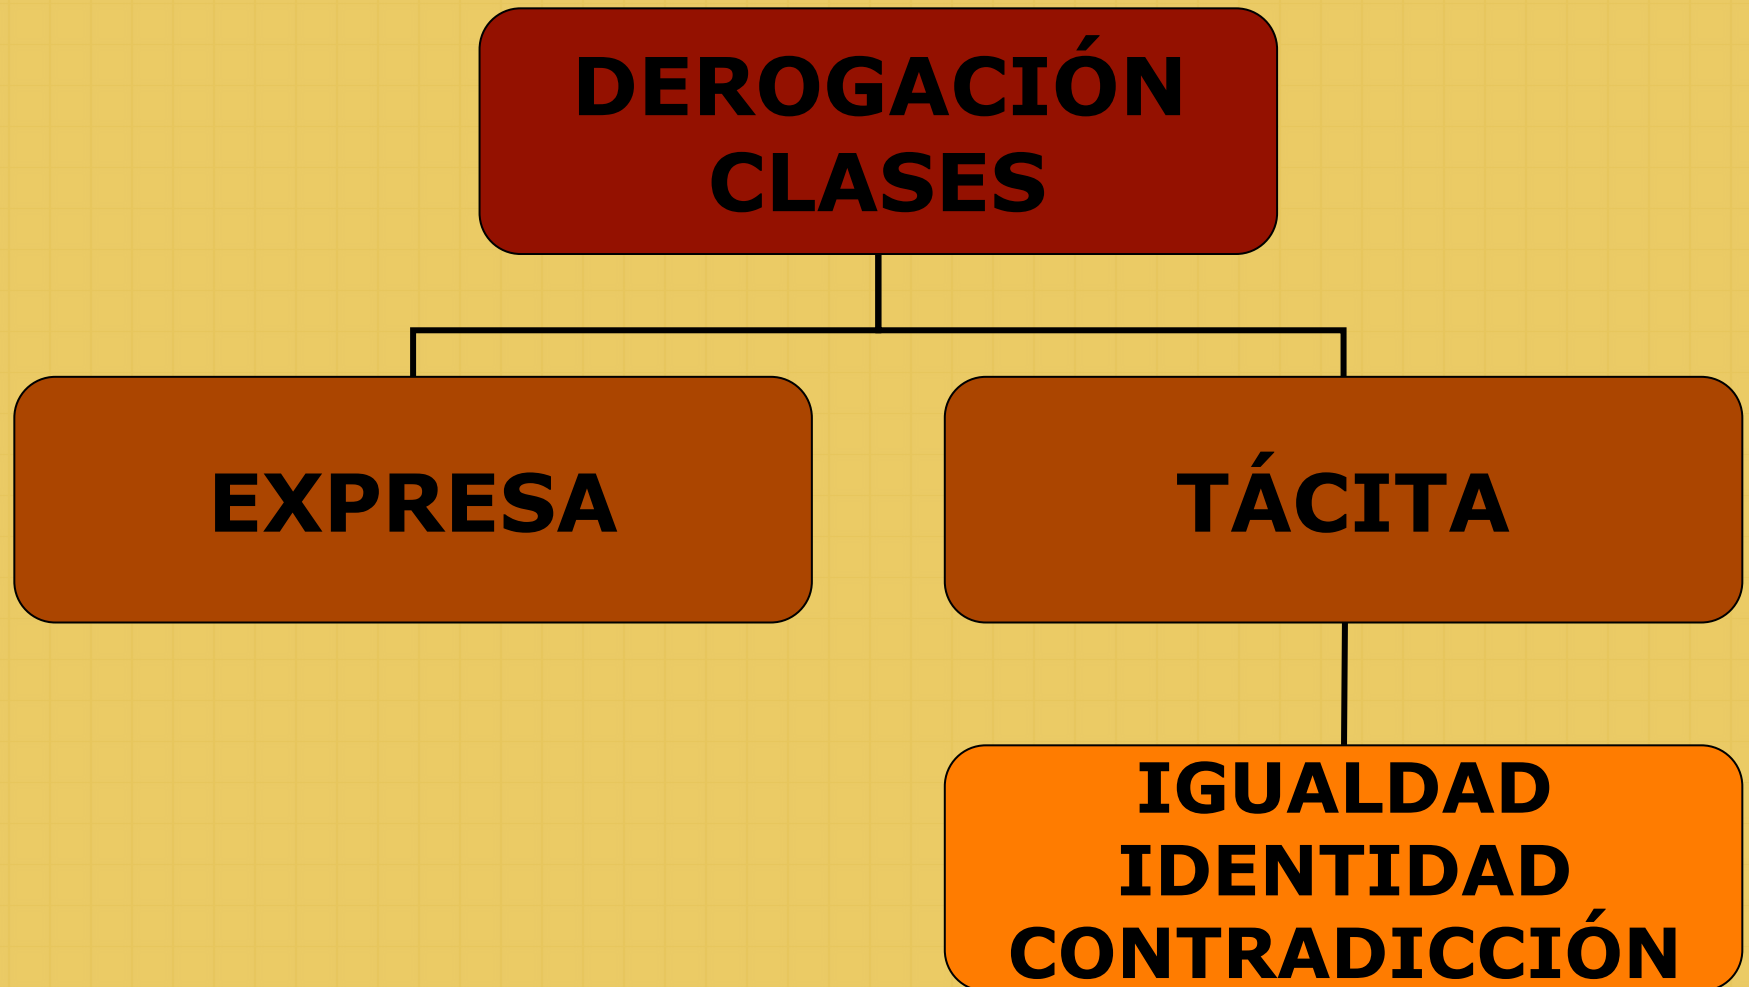 DEROGACIÓN
CLASES
EXPRESA
TÁCITA
IGUALDAD
IDENTIDAD
CONTRADICCIÓN